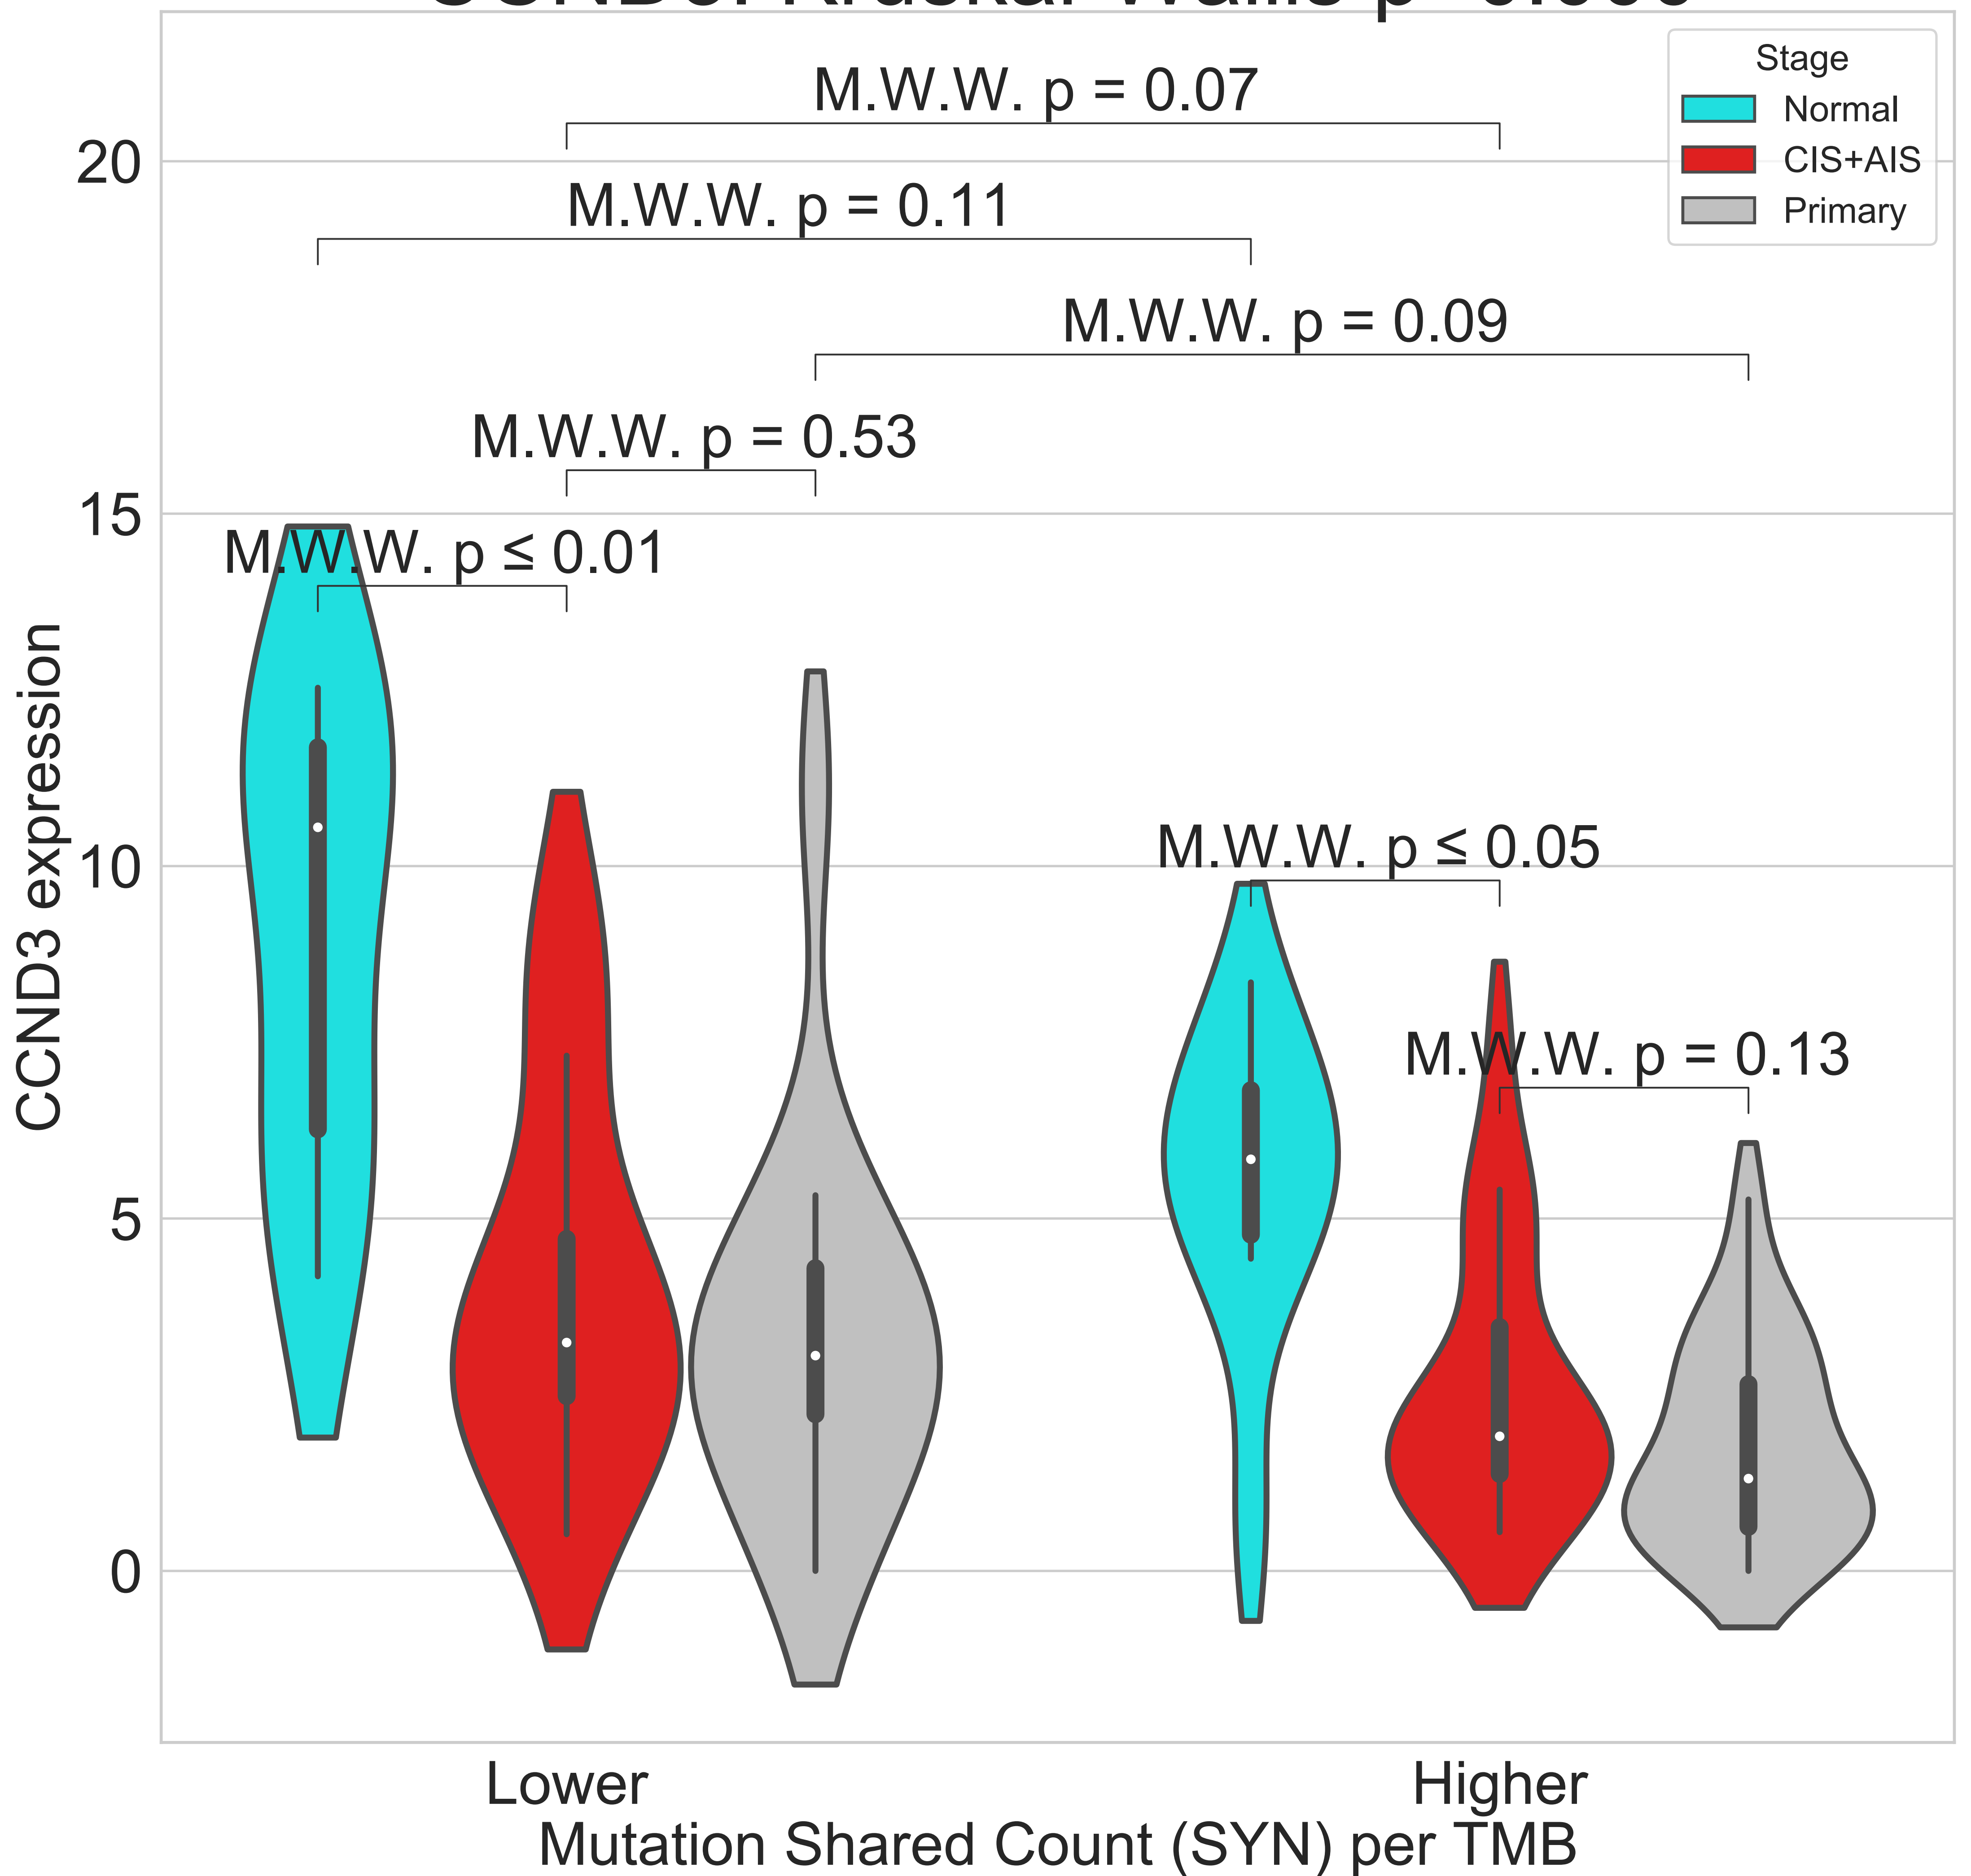 Stage
Normal
CIS+AIS
Primary
M.W.W. p = 0.07
M.W.W. p = 0.11
M.W.W. p = 0.09
M.W.W. p = 0.53
M.W.W. p ≤ 0.01
M.W.W. p ≤ 0.05
M.W.W. p = 0.13
20
15
10
5
0
CCND3 expression
Lower
Higher
Mutation Shared Count (SYN) per TMB